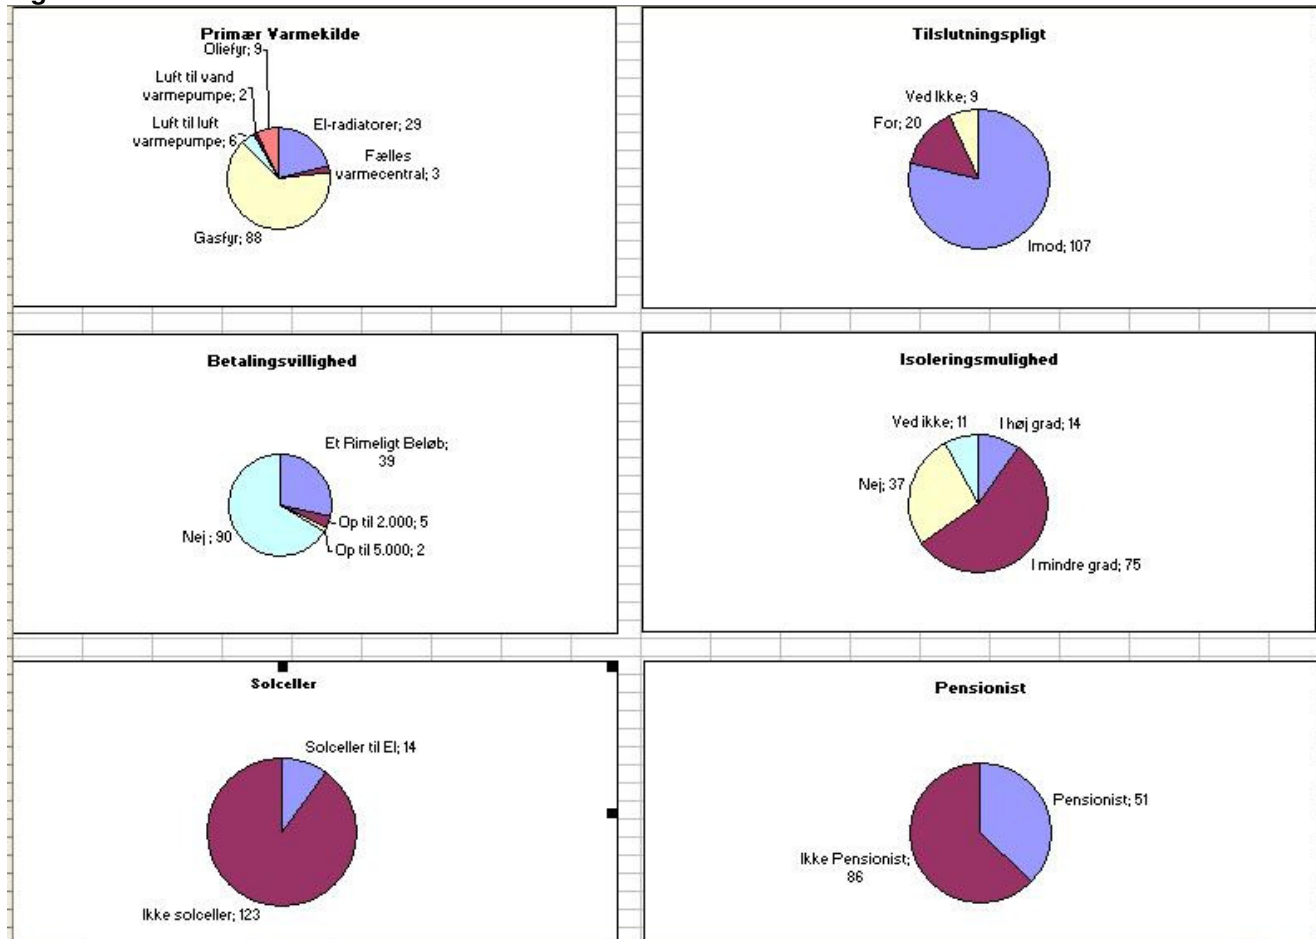 Primær Varmekilde
Oliefyr; 9
Luft til vand
varmepumpe; 2
Luft til luft
varmepumpe; 6
El-radiatorer; 29
Fælles
varmecentral; 3
Gasfyr; 88
Tilslutningspligt
Ved Ikke; 9
For; 20
Imod; 107
Betalingsvillighed
Et Rimeligt Beløb;
39
Op til 2.000; 5
Op til 5.000; 2
Nej ; 90
Isoleringsmulighed
Ved ikke; 11
I høj grad; 14
Nej; 37
I mindre grad; 75
Solceller
Solceller til El; 14
Ikke solceller; 123
Pensionist
Pensionist; 51
Ikke Pensionist;
86